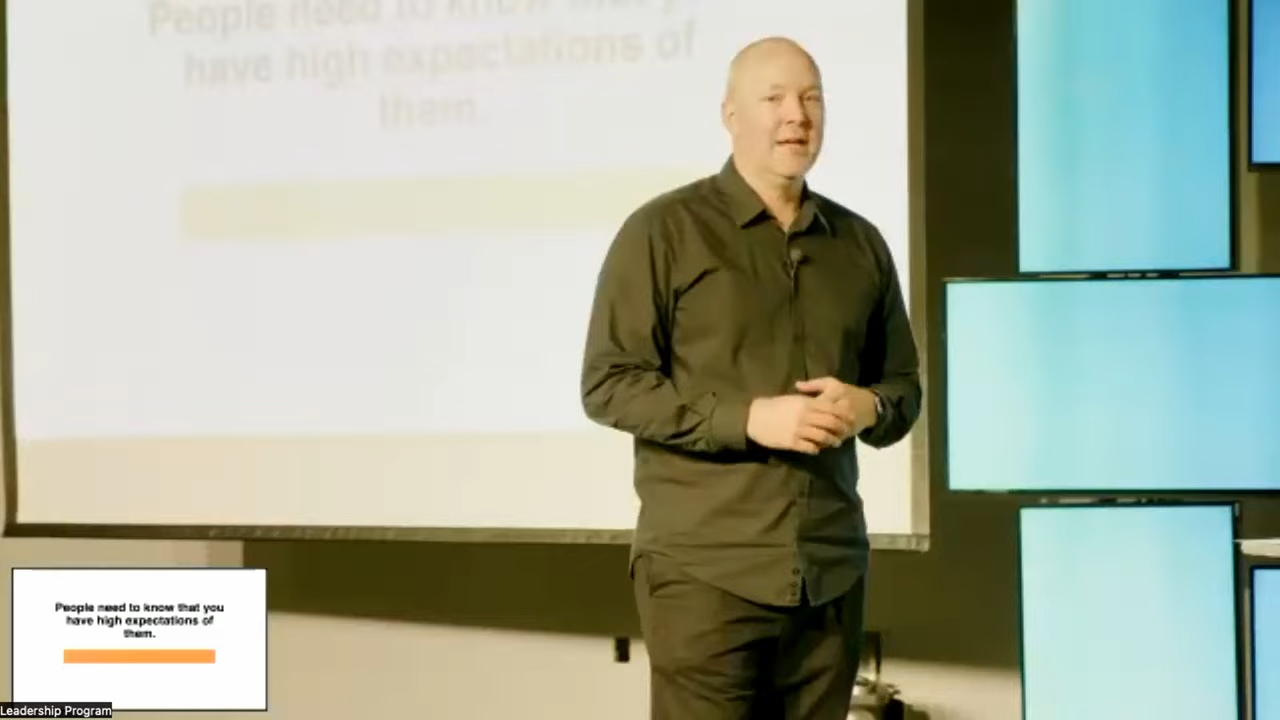 People need to know that y
have high expectations of
them.
People need to know that you
have high expectations of
them.
Leadership Program